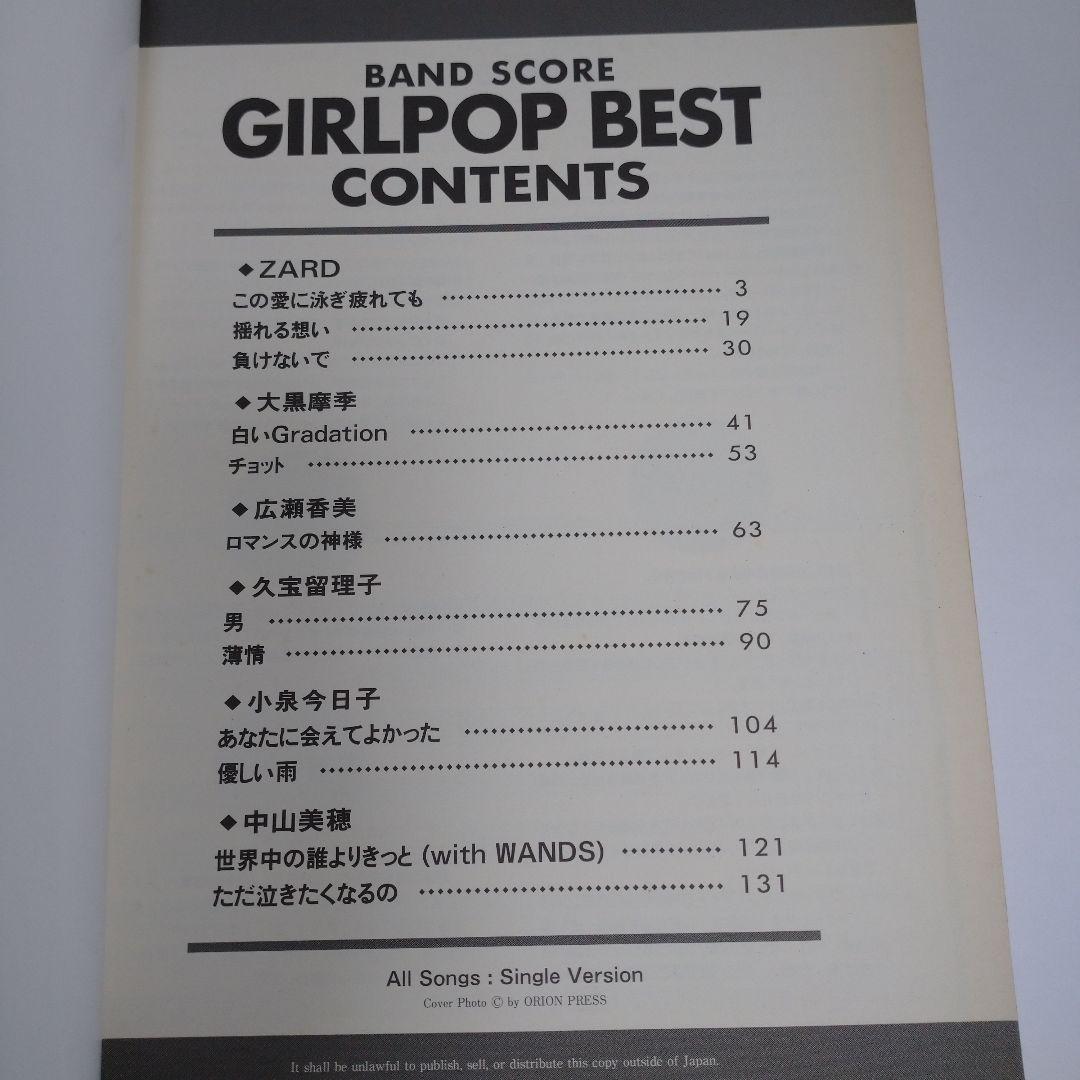 BAND SCORE
GIRLPOP BEST
CONTENTS
◆ZARD
この愛に泳ぎ疲れても 3
揺れる想い 19
負けないで 30
◆大黒摩季
白いGradation 41
チョット 53
◆広瀬香美
ロマンスの神様 63
◆久宝留理子
男 75
薄情 90
◆小泉今日子
あなたに会えてよかった 104
優しい雨 114
◆中山美穂
世界中の誰よりきっと (with WANDS) 121
ただ泣きたくなるの 131
All Songs : Single Version
Cover Photo © by ORION PRESS
It shall be unlawful to publish, sell, or distribute this copy outside of Japan.